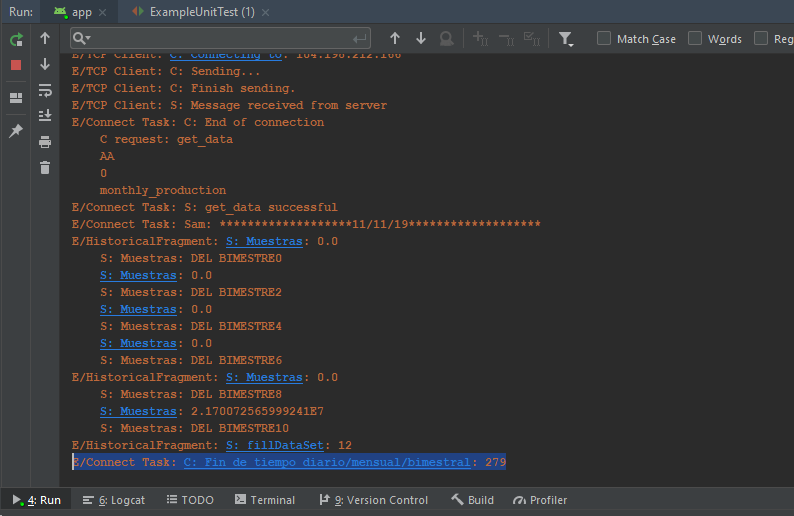 Run: app × ExampleUnitTest (1) ×
Match Case Words Reg
E/TCP Client: C: Connecting to: 104.196.212.166
E/TCP Client: C: Sending...
E/TCP Client: C: Finish sending.
E/TCP Client: S: Message received from server
E/Connect Task: C: End of connection
C request: get_data
AA
0
monthly_production
E/Connect Task: S: get_data successful
E/Connect Task: Sam: *******************11/11/19*******************
E/HistoricalFragment: S: Muestras: 0.0
S: Muestras: DEL BIMESTRE0
S: Muestras: 0.0
S: Muestras: DEL BIMESTRE2
S: Muestras: 0.0
S: Muestras: DEL BIMESTRE4
S: Muestras: 0.0
S: Muestras: DEL BIMESTRE6
E/HistoricalFragment: S: Muestras: 0.0
S: Muestras: DEL BIMESTRE8
S: Muestras: 2.170072565999241E7
S: Muestras: DEL BIMESTRE10
E/HistoricalFragment: S: fillDataSet: 12
E/Connect Task: C: Fin de tiempo diario/mensual/bimestral: 279
4: Run 6: Logcat TODO Terminal 9: Version Control Build Profiler